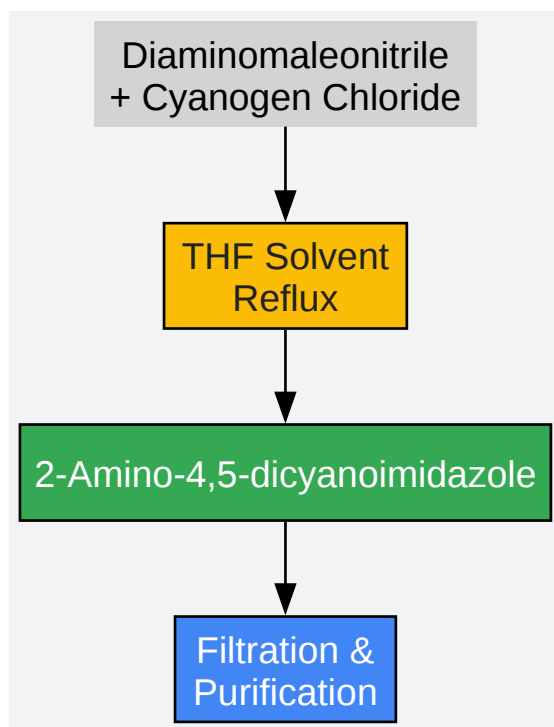 Diaminomaleonitrile
+ Cyanogen Chloride
THF Solvent
Reflux
2-Amino-4,5-dicyanoimidazole
Filtration &
Purification